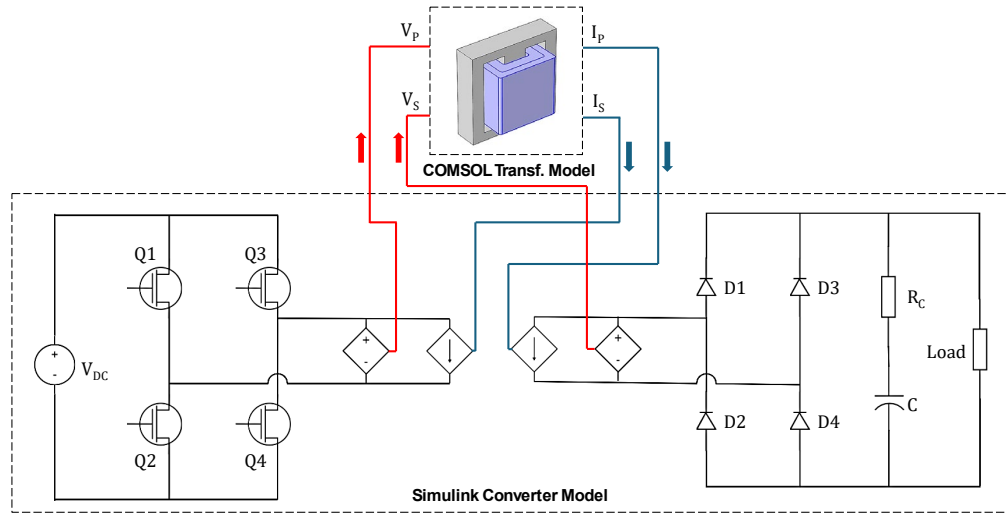 V_P
I_P
V_S
I_S
COMSOL Transf. Model
Q1
Q3
D1
D3
R_C
+
-
V_DC
+
-
+
-
Load
Q2
Q4
D2
D4
C
Simulink Converter Model